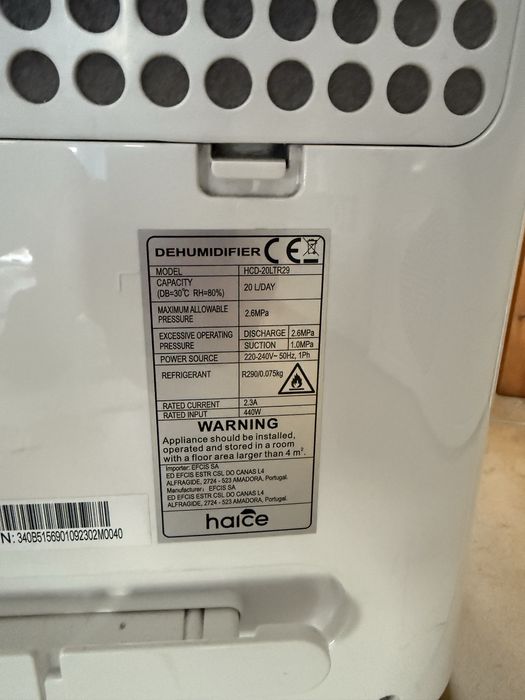 DEHUMIDIFIER CE
MODEL HCD-20LTR29
CAPACITY
(DB=30℃ RH=80%) 20 L/DAY
MAXIMUM ALLOWABLE
PRESSURE 2.6MPa
EXCESSIVE OPERATING
PRESSURE DISCHARGE 2.6MPa
SUCTION 1.0MPa
POWER SOURCE 220-240V~ 50Hz, 1Ph
REFRIGERANT R290/0.075kg
RATED CURRENT 2.3A
RATED INPUT 440W
WARNING
Appliance should be installed,
operated and stored in a room
with a floor area larger than 4 m².
Importer: EFCIS SA
ED EFCIS ESTR CSL DO CANAS L4
ALFRAGIDE, 2724 - 523 AMADORA, Portugal.
Manufacturer: EFCIS SA
ED EFCIS ESTR CSL DO CANAS L4
ALFRAGIDE, 2724 - 523 AMADORA, Portugal.
haice
N: 340B5156901092302M0040